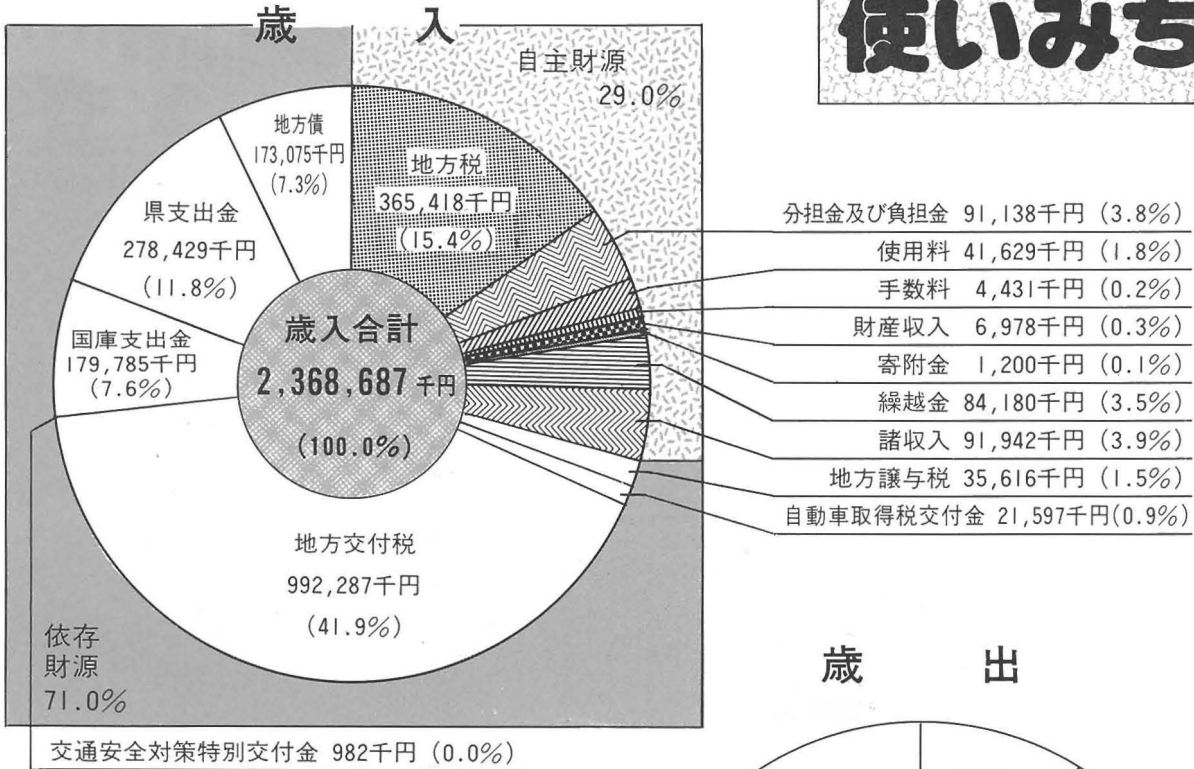 歳 入
使いみち
自主財源
29.0%
地方債
173,075千円
(7.3%)
地方税
365,418千円
(15.4%)
県支出金
278,429千円
(11.8%)
国庫支出金
179,785千円
(7.6%)
歳入合計
2,368,687千円
(100.0%)
分担金及び負担金 91,138千円 (3.8%)
使用料 41,629千円 (1.8%)
手数料 4,431千円 (0.2%)
財産収入 6,978千円 (0.3%)
寄附金 1,200千円 (0.1%)
繰越金 84,180千円 (3.5%)
諸収入 91,942千円 (3.9%)
地方譲与税 35,616千円 (1.5%)
自動車取得税交付金 21,597千円(0.9%)
地方交付税
992,287千円
(41.9%)
依存
財源
71.0%
交通安全対策特別交付金 982千円 (0.0%)
歳 出